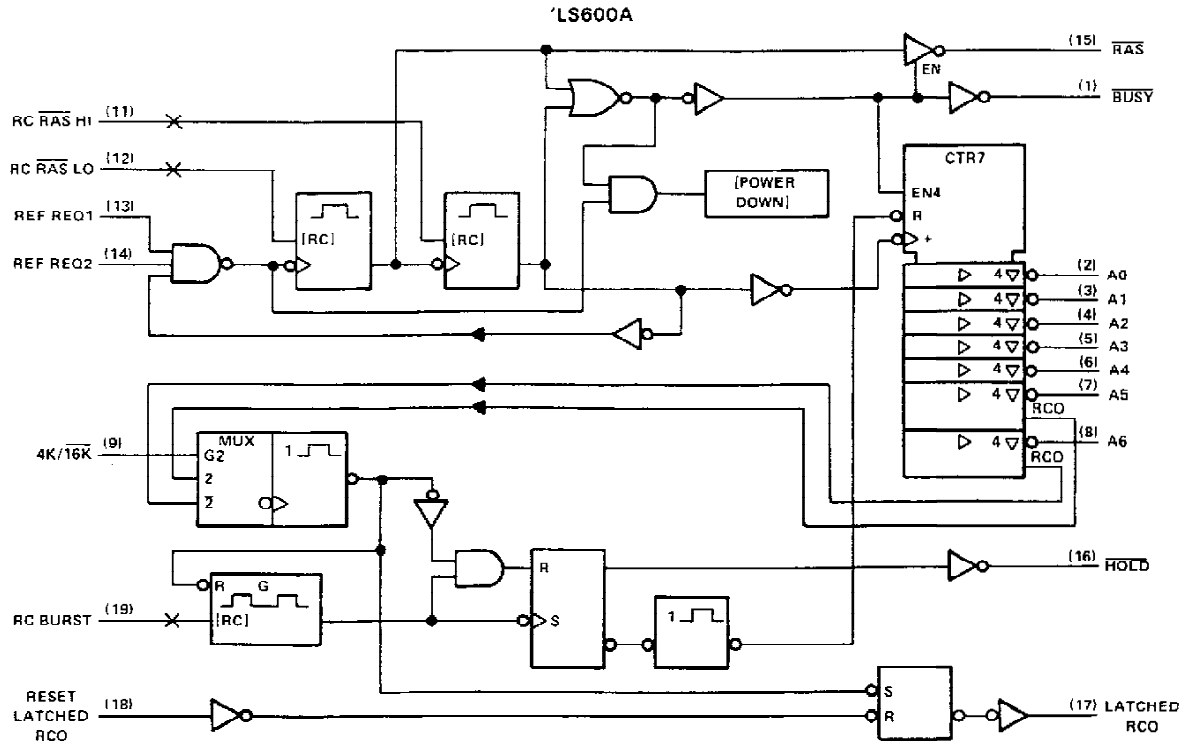 'LS600A
(15) RAS
EN
(1) BUSY
RC RAS HI (11)
CTR7
RC RAS LO (12)
[POWER
DOWN]
EN4
REF REQ1 (13)
R
[RC]
[RC]
+
REF REQ2 (14)
4 (2) A0
4 (3) A1
4 (4) A2
4 (5) A3
4 (6) A4
4 (7) A5
RCO
4 (8) A6
RCO
MUX
4K/16K (9)
G2
1
2
2
(16) HOLD
R
R G
RC BURST (19)
[RC]
S
1
RESET
LATCHED
RCO
(18)
S
R
(17) LATCHED
RCO